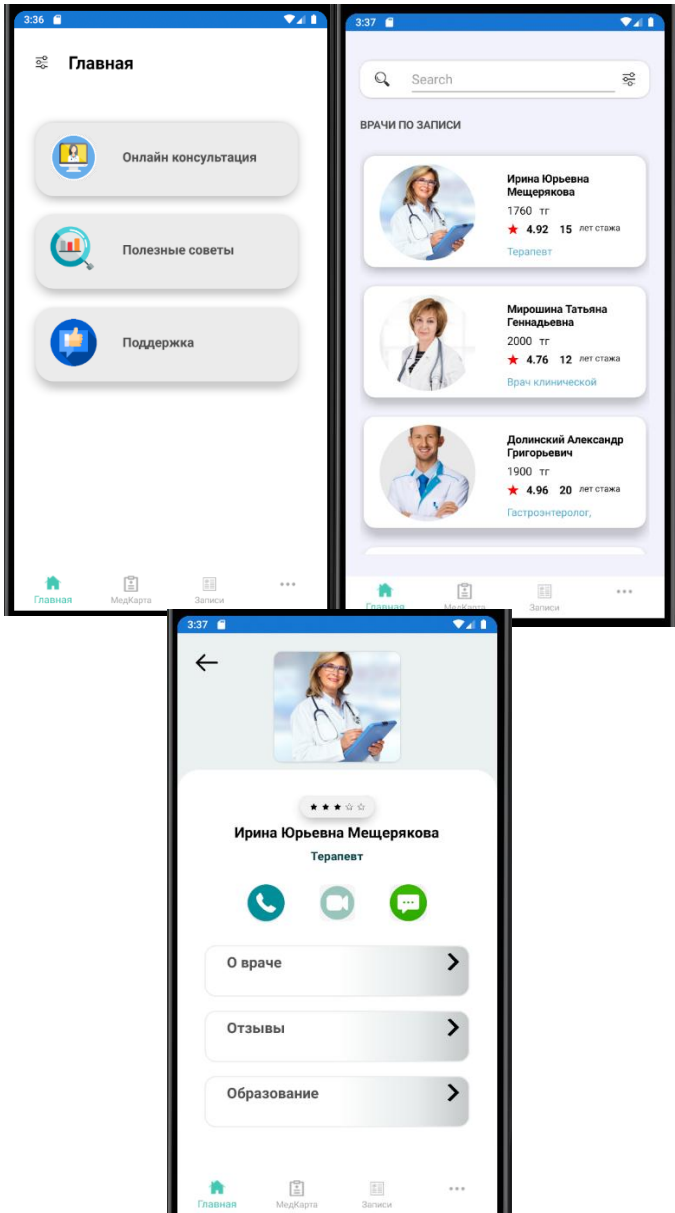 3:36
Главная
Онлайн консультация
Полезные советы
Поддержка
Главная
МедКарта
Записи
3:37
Search
ВРАЧИ ПО ЗАПИСИ
Ирина Юрьевна
Мещерякова
1760 тг
4.92 15 лет стажа
Терапевт
Мирошина Татьяна
Геннадьевна
2000 тг
4.76 12 лет стажа
Врач клинической
Долинский Александр
Григорьевич
1900 тг
4.96 20 лет стажа
Гастроэнтеролог,
Главная
МедКарта
Записи
3:37
Ирина Юрьевна Мещерякова
Терапевт
О враче
Отзывы
Образование
Главная
МедКарта
Записи